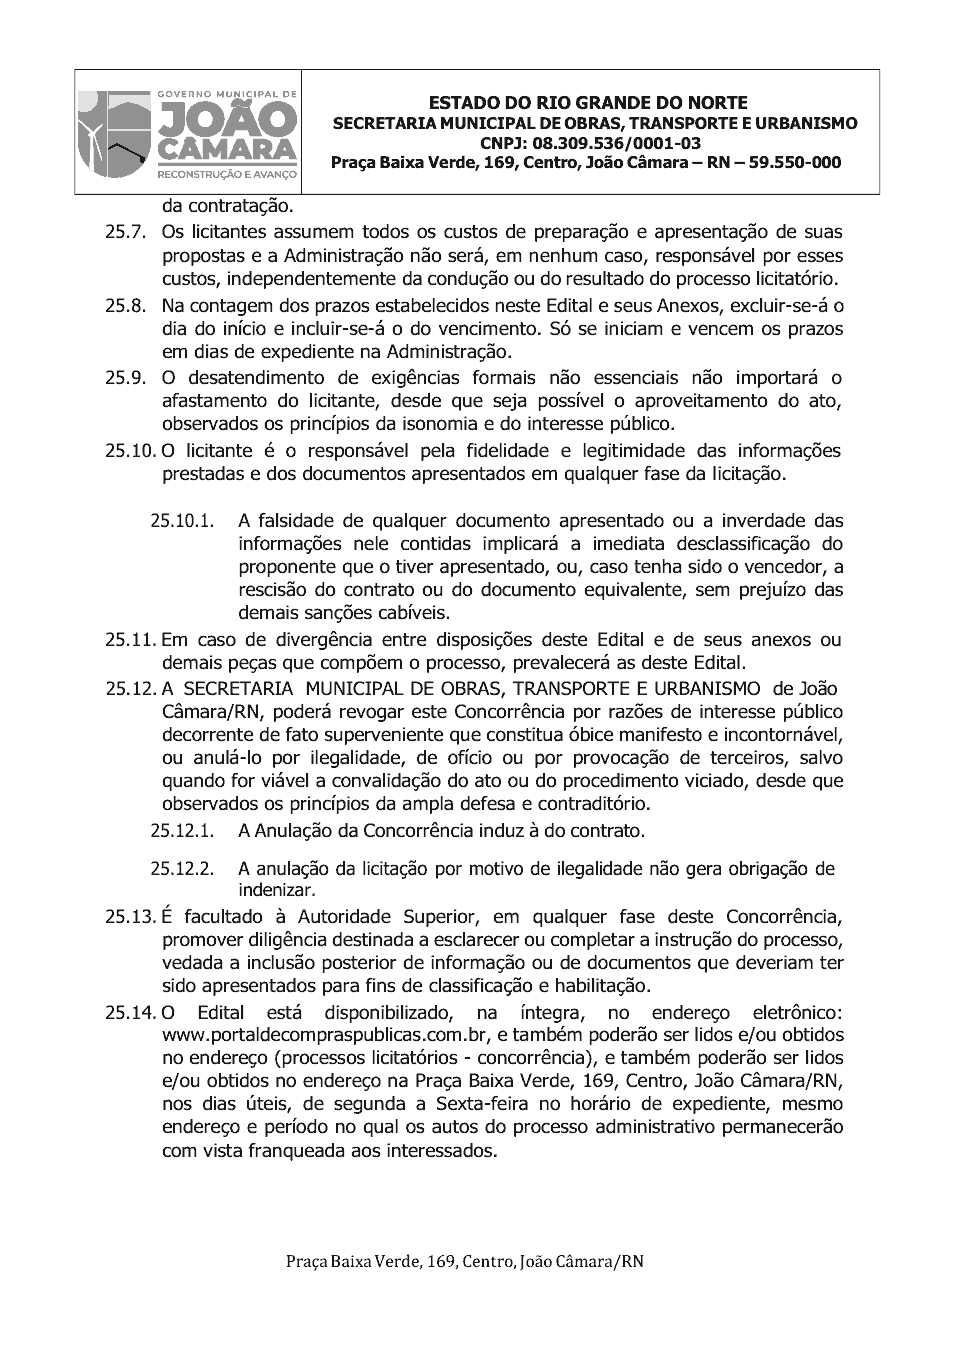 GOVERNO MUNICIPAL DE
JOÃO
CÂMARA
RECONSTRUÇÃO E AVANÇO
ESTADO DO RIO GRANDE DO NORTE
SECRETARIA MUNICIPAL DE OBRAS, TRANSPORTE E URBANISMO
CNPJ: 08.309.536/0001-03
Praça Baixa Verde, 169, Centro, João Câmara – RN – 59.550-000
da contratação.
25.7. Os licitantes assumem todos os custos de preparação e apresentação de suas
propostas e a Administração não será, em nenhum caso, responsável por esses
custos, independentemente da condução ou do resultado do processo licitatório.
25.8. Na contagem dos prazos estabelecidos neste Edital e seus Anexos, excluir-se-á o
dia do início e incluir-se-á o do vencimento. Só se iniciam e vencem os prazos
em dias de expediente na Administração.
25.9. O desatendimento de exigências formais não essenciais não importará o
afastamento do licitante, desde que seja possível o aproveitamento do ato,
observados os princípios da isonomia e do interesse público.
25.10. O licitante é o responsável pela fidelidade e legitimidade das informações
prestadas e dos documentos apresentados em qualquer fase da licitação.
25.10.1. A falsidade de qualquer documento apresentado ou a inverdade das
informações nele contidas implicará a imediata desclassificação do
proponente que o tiver apresentado, ou, caso tenha sido o vencedor, a
rescisão do contrato ou do documento equivalente, sem prejuízo das
demais sanções cabíveis.
25.11. Em caso de divergência entre disposições deste Edital e de seus anexos ou
demais peças que compõem o processo, prevalecerá as deste Edital.
25.12. A SECRETARIA MUNICIPAL DE OBRAS, TRANSPORTE E URBANISMO de João
Câmara/RN, poderá revogar este Concorrência por razões de interesse público
decorrente de fato superveniente que constitua óbice manifesto e incontornável,
ou anulá-lo por ilegalidade, de ofício ou por provocação de terceiros, salvo
quando for viável a convalidação do ato ou do procedimento viciado, desde que
observados os princípios da ampla defesa e contraditório.
25.12.1. A Anulação da Concorrência induz à do contrato.
25.12.2. A anulação da licitação por motivo de ilegalidade não gera obrigação de
indenizar.
25.13. É facultado à Autoridade Superior, em qualquer fase deste Concorrência,
promover diligência destinada a esclarecer ou completar a instrução do processo,
vedada a inclusão posterior de informação ou de documentos que deveriam ter
sido apresentados para fins de classificação e habilitação.
25.14. O Edital está disponibilizado, na íntegra, no endereço eletrônico:
www.portaldecompraspublicas.com.br, e também poderão ser lidos e/ou obtidos
no endereço (processos licitatórios - concorrência), e também poderão ser lidos
e/ou obtidos no endereço na Praça Baixa Verde, 169, Centro, João Câmara/RN,
nos dias úteis, de segunda a Sexta-feira no horário de expediente, mesmo
endereço e período no qual os autos do processo administrativo permanecerão
com vista franqueada aos interessados.
Praça Baixa Verde, 169, Centro, João Câmara/RN